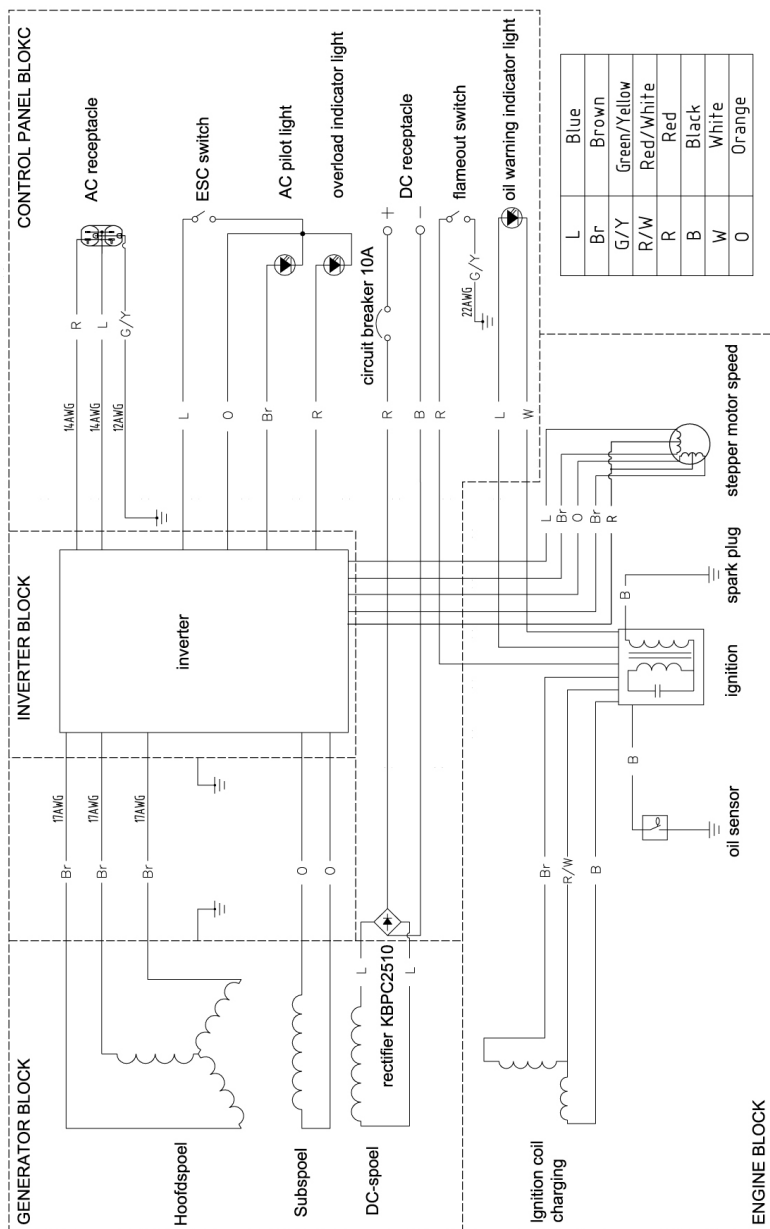 CONTROL PANEL BLOKC
AC receptacle
ESC switch
AC pilot light
overload indicator light
DC receptacle
flameout switch
oil warning indicator light
circuit breaker 10A
+
−
14AWG
R
14AWG
L
12AWG
G/Y
L
O
Br
R
R
B
R
22AWG
G/Y
L
W
L Blue
Br Brown
G/Y Green/Yellow
R/W Red/White
R Red
B Black
W White
O Orange
INVERTER BLOCK
inverter
GENERATOR BLOCK
17AWG
Br
17AWG
Br
17AWG
Br
O
O
L
L
Hoofdspoel
Subspoel
DC-spoel
rectifier KBPC2510
ENGINE BLOCK
Ignition coil
charging
Br
R/W
B
B
oil sensor
ignition
B
spark plug
L
Br
O
Br
R
stepper motor speed